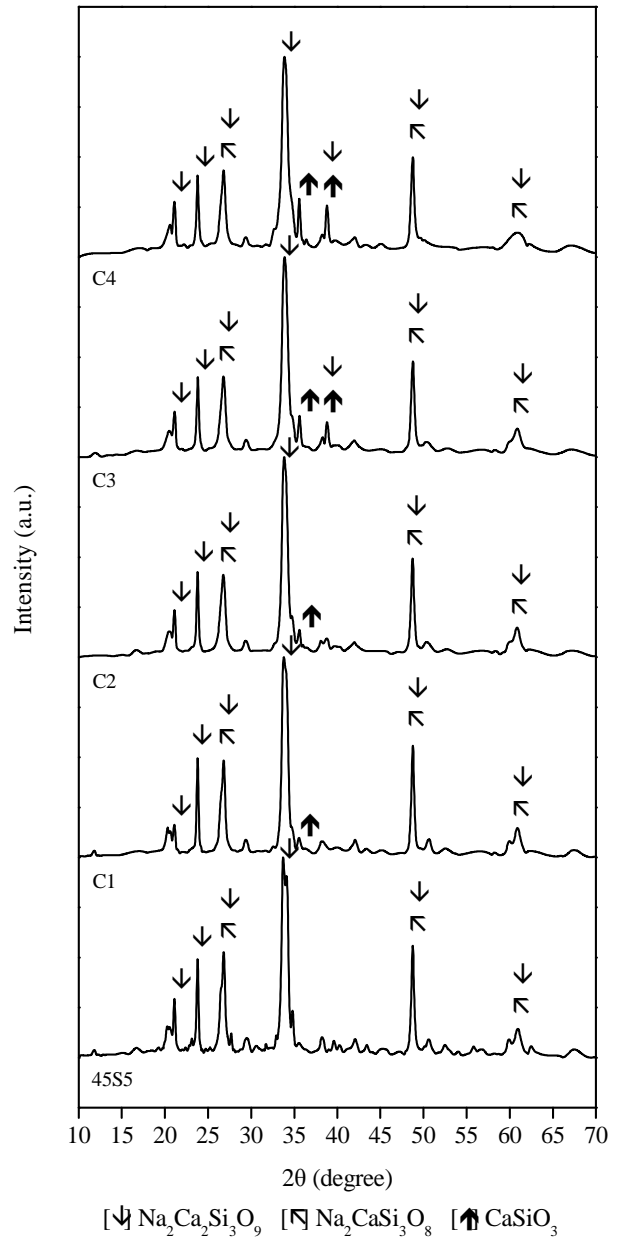 C4
C3
C2
C1
45S5
Intensity (a.u.)
10 15 20 25 30 35 40 45 50 55 60 65 70
2θ (degree)
[↓] Na₂Ca₂Si₃O₉ [↖] Na₂CaSi₃O₈ [⬆] CaSiO₃